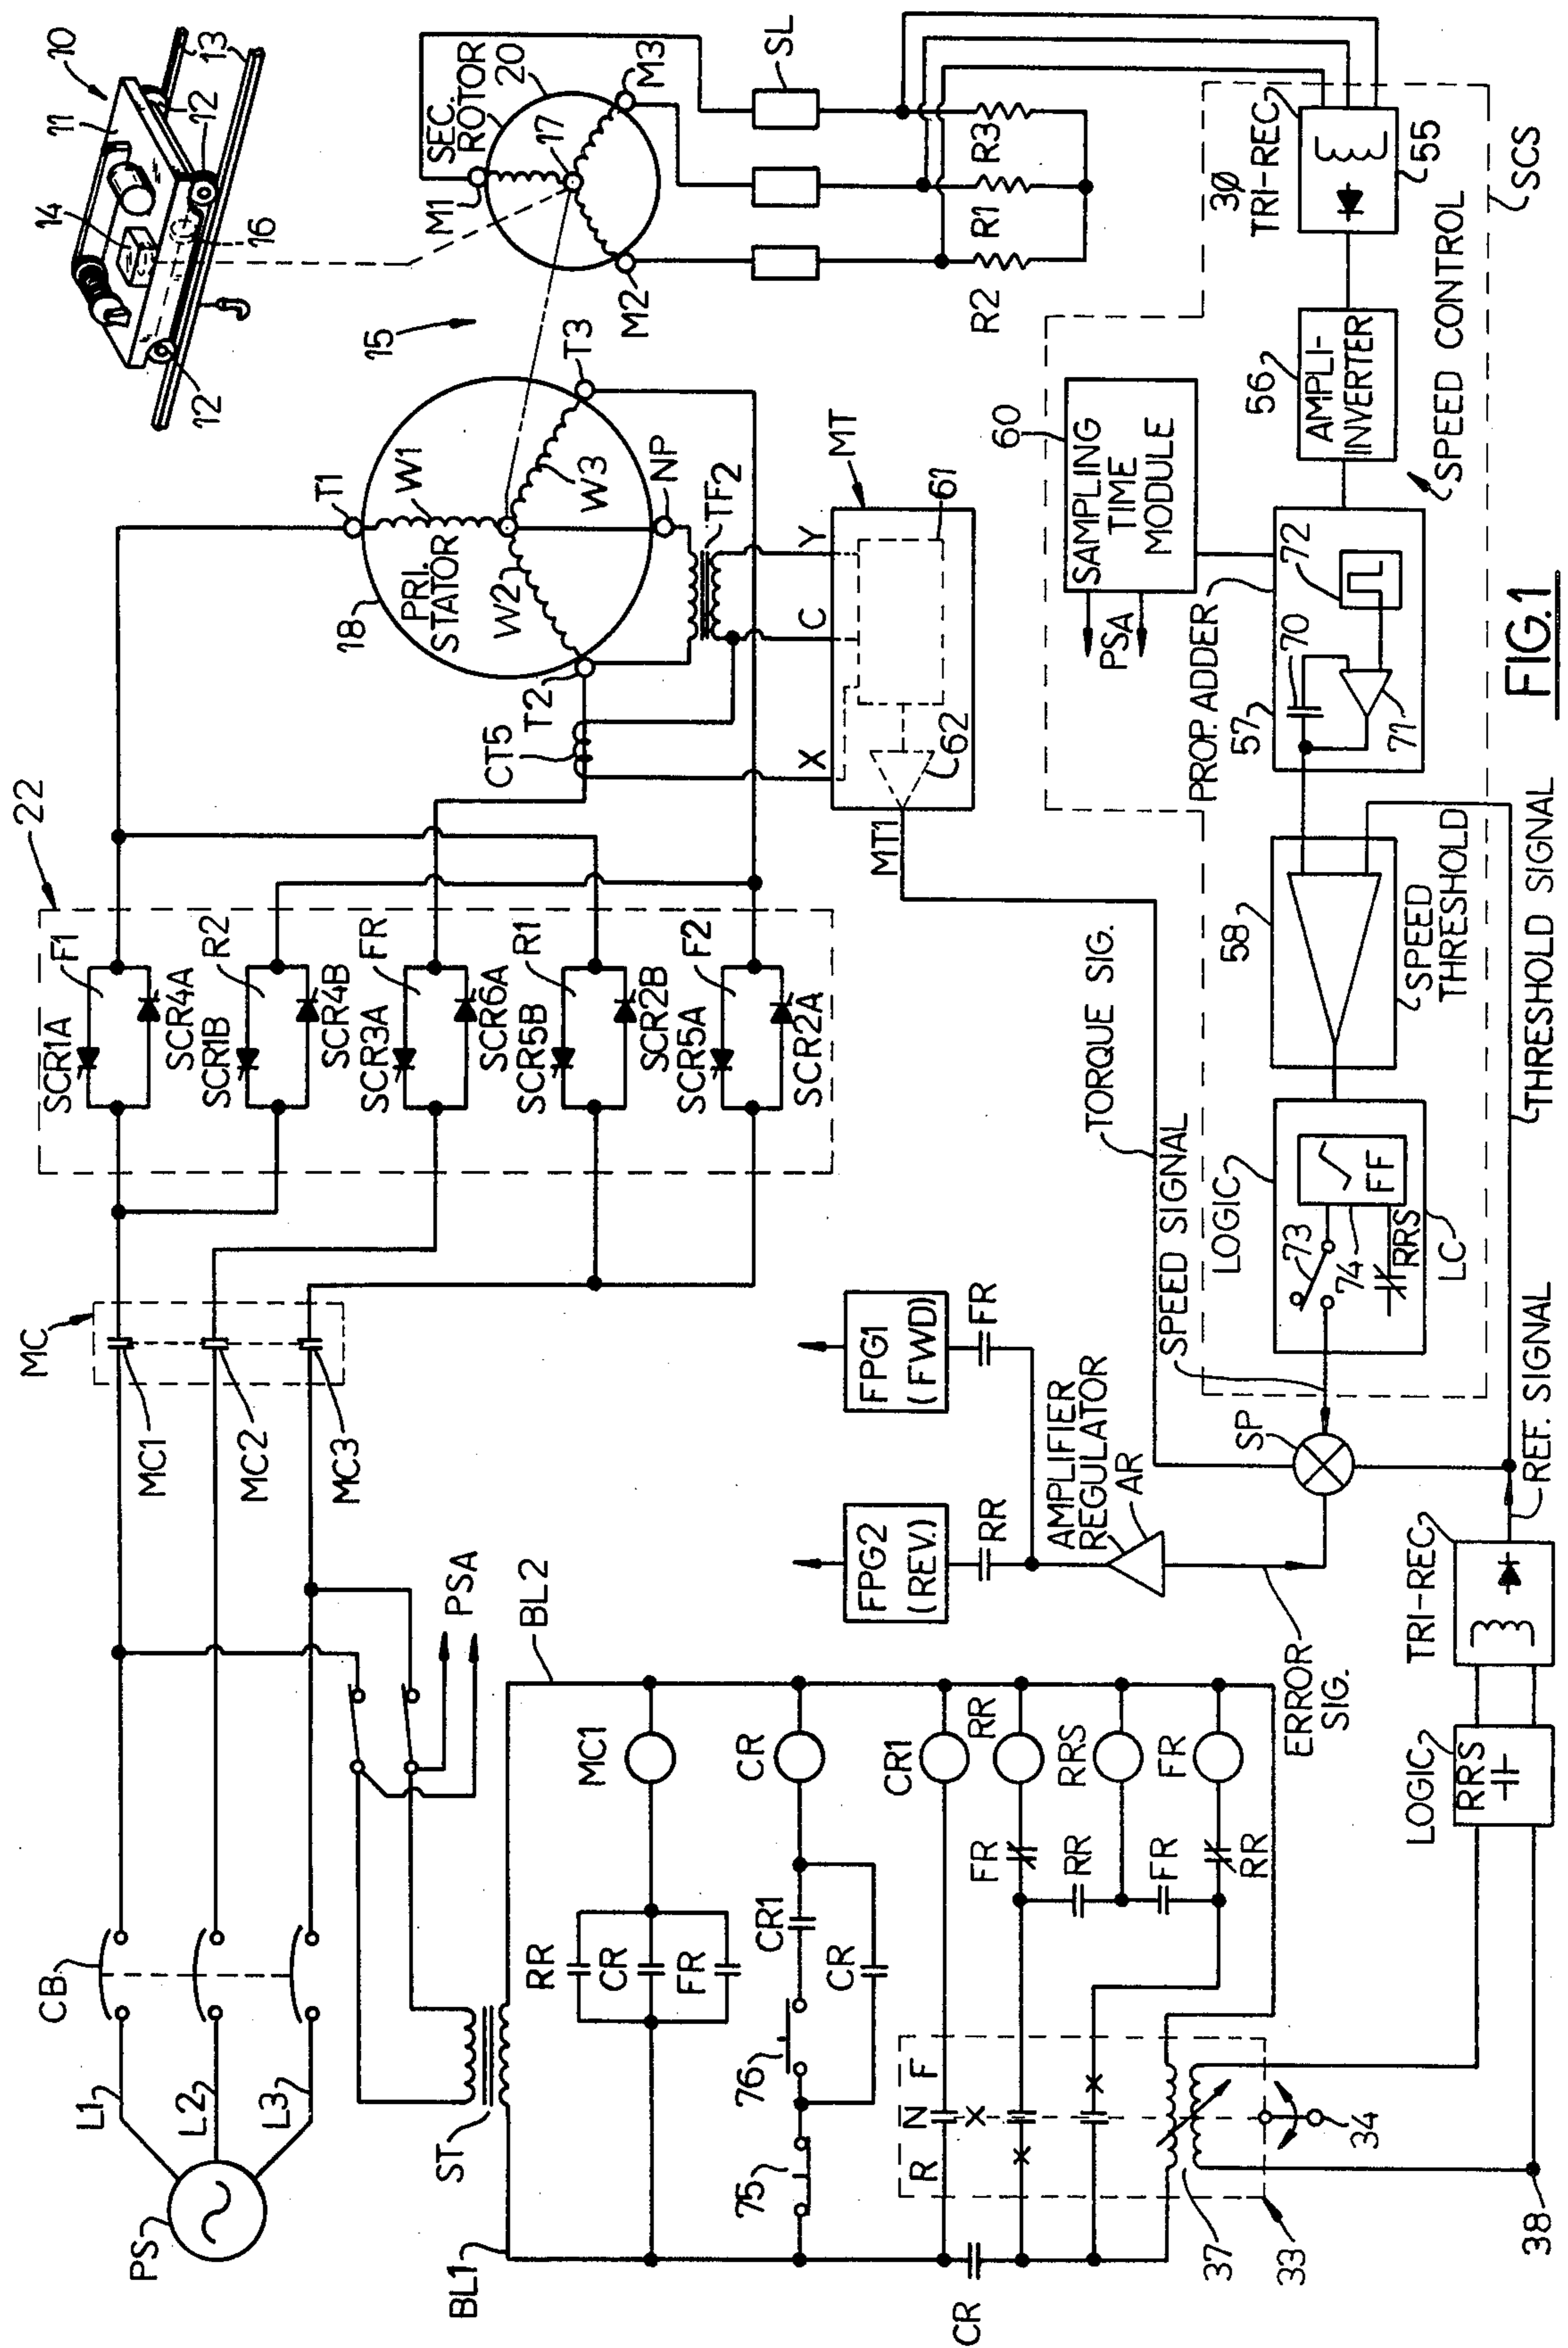 PS
L1
L2
L3
CB
MC
MC1
MC2
MC3
22
F1
SCR1A
SCR4A
R2
SCR1B
SCR4B
FR
SCR3A
SCR6A
R1
SCR5B
SCR2B
F2
SCR5A
SCR2A
10
11
12
12
12
13
14
16
15
T1
W1
PRI.
STATOR
18
W2
W3
T2
T3
NP
TF2
CT5
X
C
Y
MT
61
62
MT1
SEC.
ROTOR
20
17
M1
M2
M3
SL
R2
R1
R3
ST
PSA
BL1
BL2
RR
CR
FR
MC1
75
76
CR1
CR
CR
CR
R
N
F
X
CR1
FR
RR
RR
RRS
FR
FR
RR
37
33
34
38
FPG2
(REV.)
FPG1
(FWD)
RR
FR
AMPLIFIER
REGULATOR
AR
ERROR
SIG.
TORQUE SIG.
SPEED SIGNAL
SP
LOGIC
73
74
FF
RRS
LC
58
SPEED
THRESHOLD
PROP. ADDER
57
70
71
72
60
SAMPLING
TIME
MODULE
PSA
56
AMPLI-
INVERTER
30
TRI-REC
55
SPEED CONTROL
SCS
LOGIC
RRS
TRI-REC
REF. SIGNAL
THRESHOLD SIGNAL
FIG.1